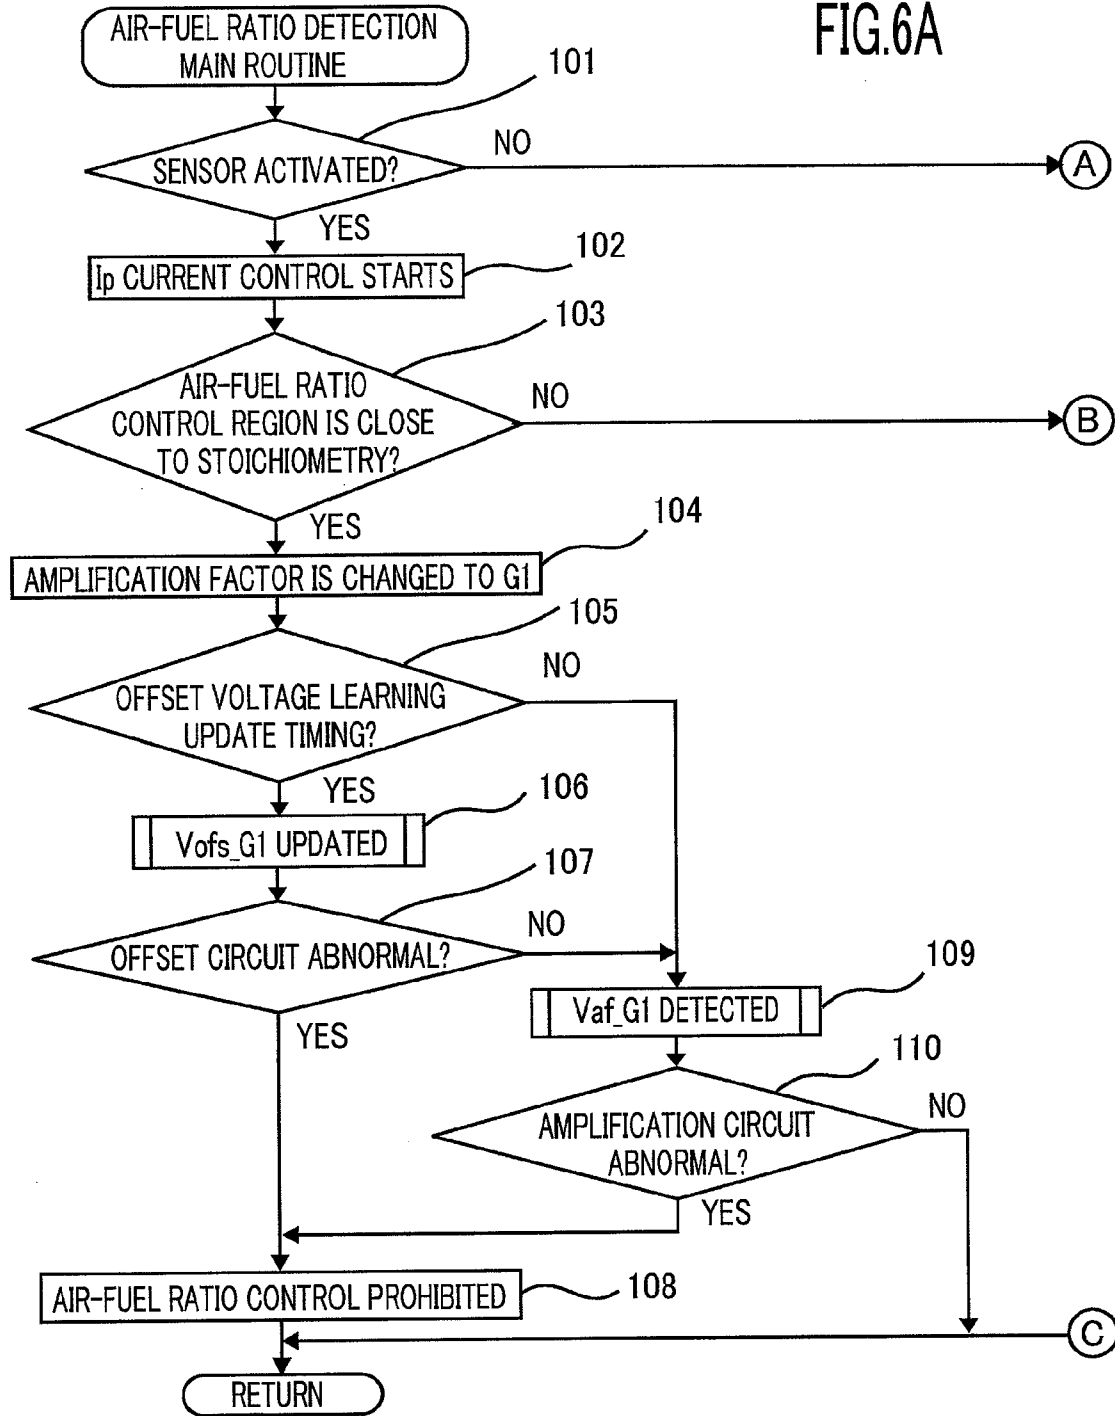 FIG.6A
AIR-FUEL RATIO DETECTION
MAIN ROUTINE
101
SENSOR ACTIVATED?
NO
A
YES
102
Ip CURRENT CONTROL STARTS
103
AIR-FUEL RATIO
CONTROL REGION IS CLOSE
TO STOICHIOMETRY?
NO
B
YES
104
AMPLIFICATION FACTOR IS CHANGED TO G1
105
OFFSET VOLTAGE LEARNING
UPDATE TIMING?
NO
YES
106
Vofs_G1 UPDATED
107
OFFSET CIRCUIT ABNORMAL?
NO
YES
109
Vaf_G1 DETECTED
110
AMPLIFICATION CIRCUIT
ABNORMAL?
NO
YES
AIR-FUEL RATIO CONTROL PROHIBITED
108
C
RETURN